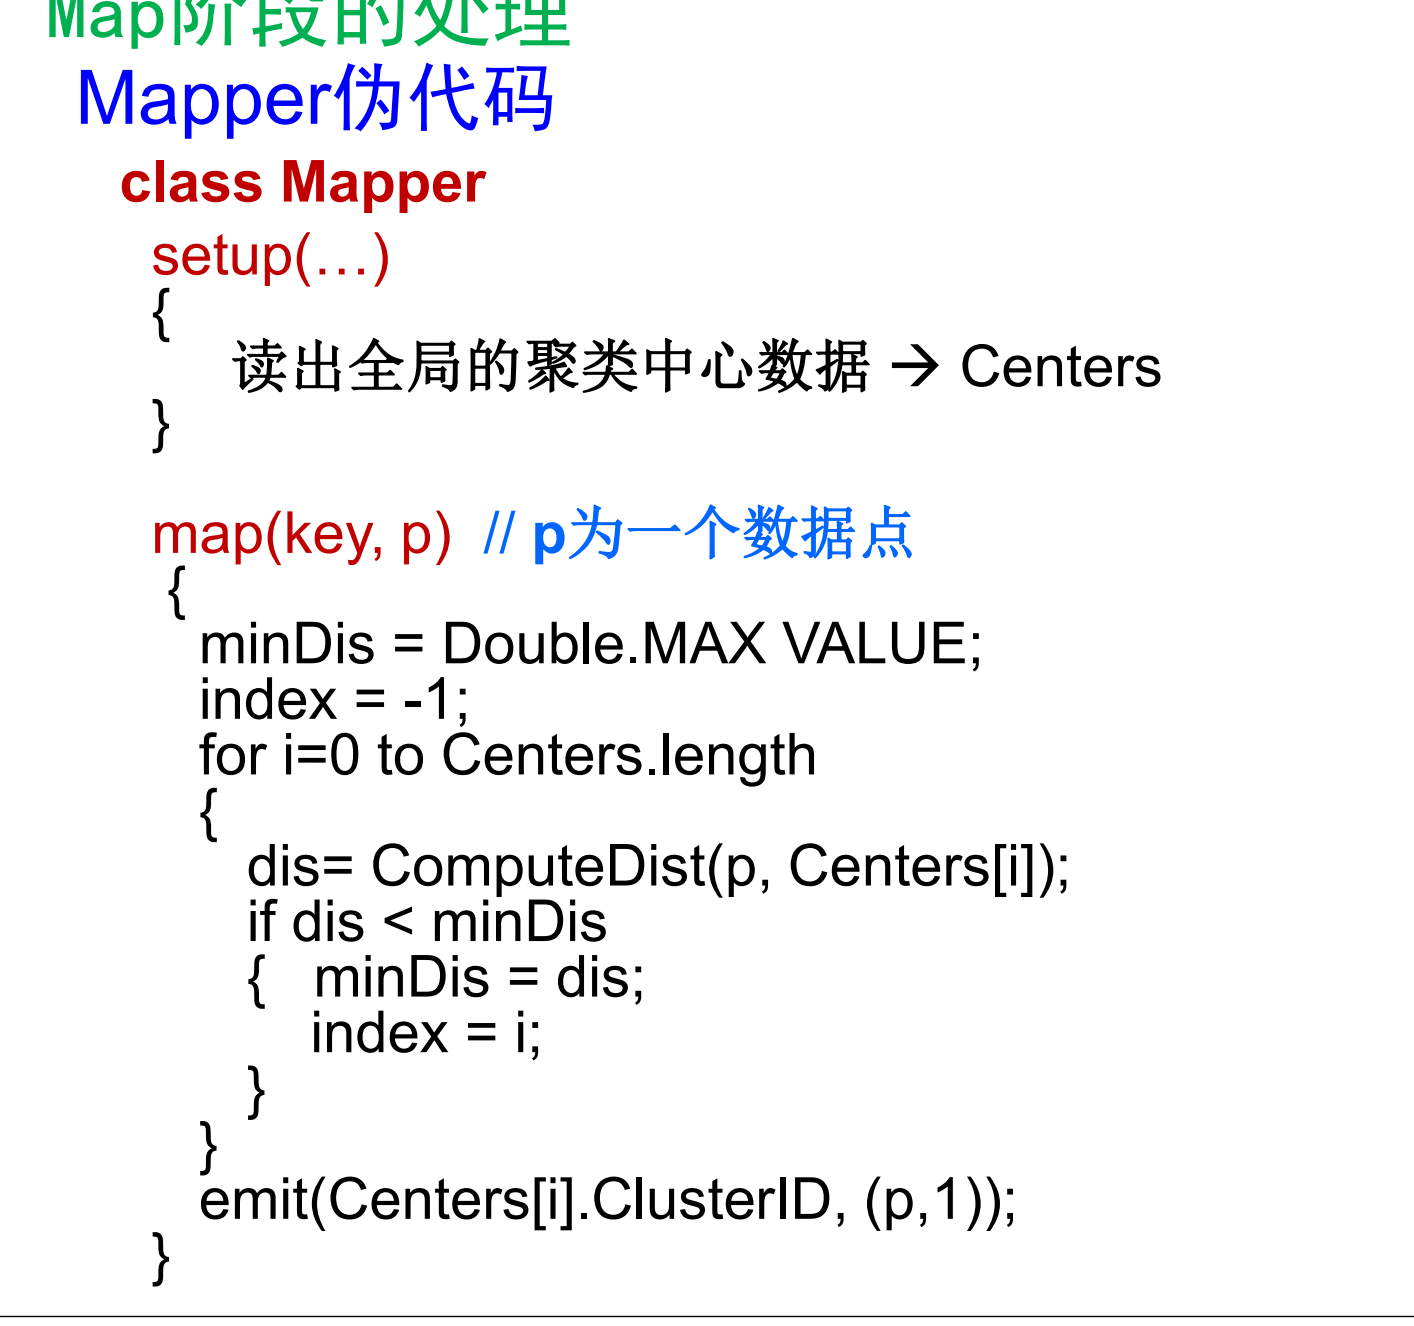 Map阶段的处理
Mapper伪代码
class Mapper
setup(…)
{
读出全局的聚类中心数据 → Centers
}
map(key, p) // p为一个数据点
{
minDis = Double.MAX VALUE;
index = -1;
for i=0 to Centers.length
{
dis= ComputeDist(p, Centers[i]);
if dis < minDis
{ minDis = dis;
index = i;
}
}
emit(Centers[i].ClusterID, (p,1));
}